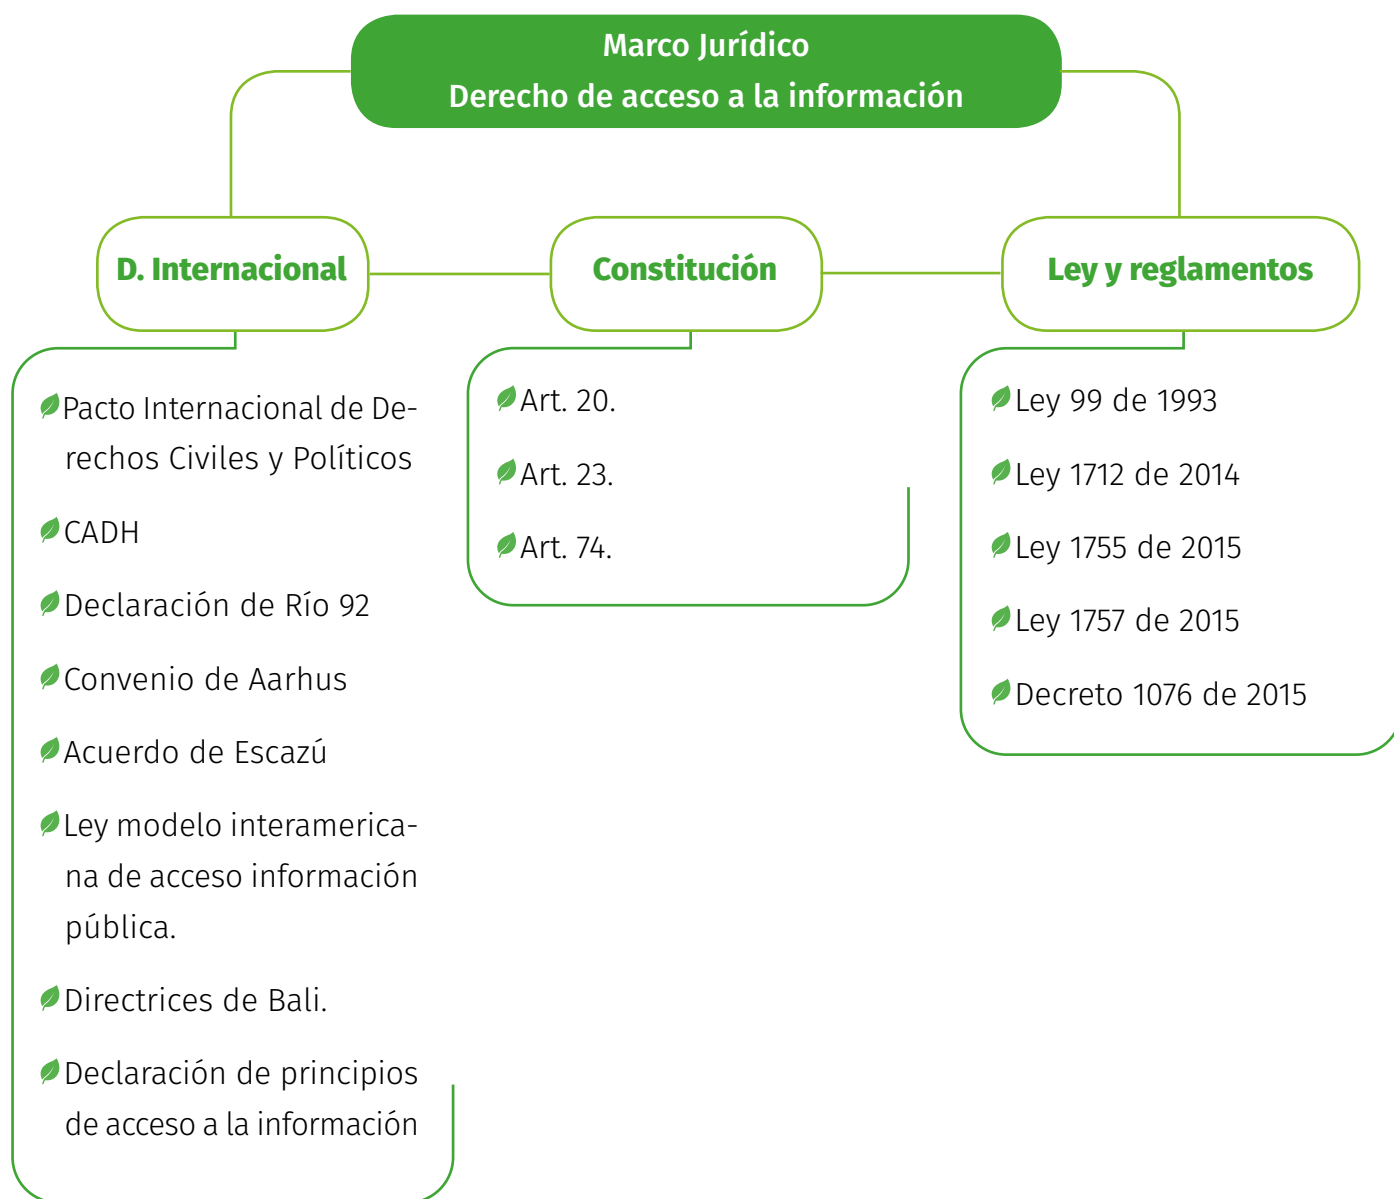 Marco Jurídico
Derecho de acceso a la información
D. Internacional
Pacto Internacional de De-
rechos Civiles y Políticos
CADH
Declaración de Río 92
Convenio de Aarhus
Acuerdo de Escazú
Ley modelo interamerica-
na de acceso información
pública.
Directrices de Bali.
Declaración de principios
de acceso a la información
Constitución
Art. 20.
Art. 23.
Art. 74.
Ley y reglamentos
Ley 99 de 1993
Ley 1712 de 2014
Ley 1755 de 2015
Ley 1757 de 2015
Decreto 1076 de 2015